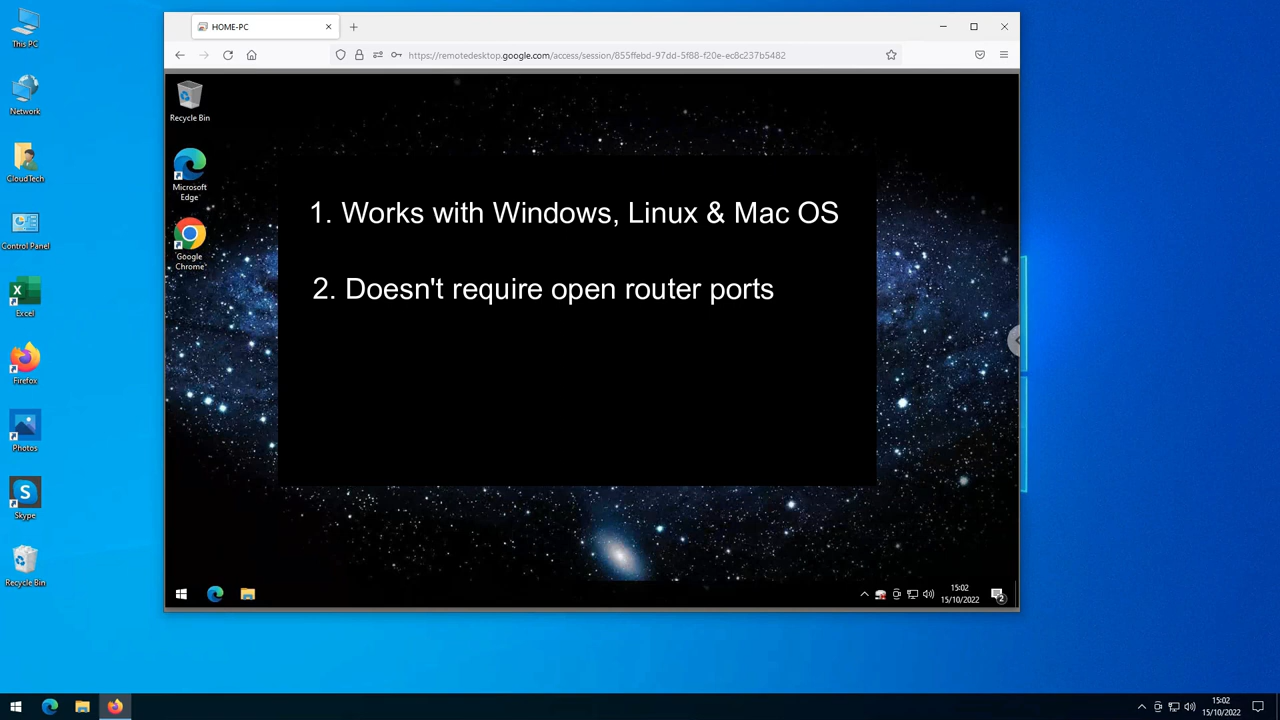 HOME-PC
https://remotedesktop.google.com/access/session/855ffebd-97dd-5f88-f20e-ec8c237b5482
This PC
Network
CloudTech
Control Panel
Excel
Firefox
Photos
Skype
Recycle Bin
Recycle Bin
Microsoft
Edge
Google
Chrome
1. Works with Windows, Linux & Mac OS
2. Doesn't require open router ports
15:02
15/10/2022
2
15:02
15/10/2022